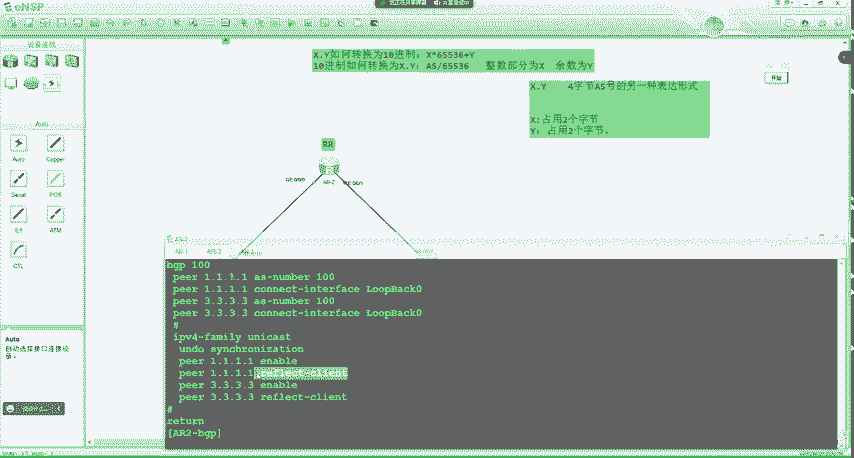 eNSP
X.Y如何转换为10进制：X*65536+Y
10进制如何转换为X.Y：AS/65536 整数部分为X 余数为Y
X.Y 4字节AS号的另一种表达形式
X:占用2个字节
Y：占用2个字节。
设备连线
Auto
Auto Copper
Serial POS
E1 ATM
CTL
Auto
自动选择接口连接设备。
RR
AR-2
bgp 100
peer 1.1.1.1 as-number 100
peer 1.1.1.1 connect-interface LoopBack0
peer 3.3.3.3 as-number 100
peer 3.3.3.3 connect-interface LoopBack0
#
ipv4-family unicast
undo synchronization
peer 1.1.1.1 enable
peer 1.1.1.1 reflect-client
peer 3.3.3.3 enable
peer 3.3.3.3 reflect-client
#
return
[AR2-bgp]